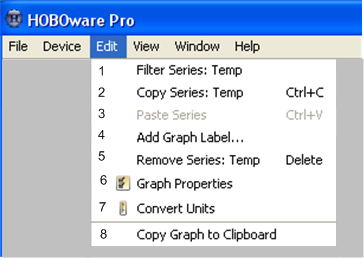 HOBOware Pro
File Device Edit View Window Help
1 Filter Series: Temp
2 Copy Series: Temp Ctrl+C
3 Paste Series Ctrl+V
4 Add Graph Label...
5 Remove Series: Temp Delete
6 Graph Properties
7 Convert Units
8 Copy Graph to Clipboard